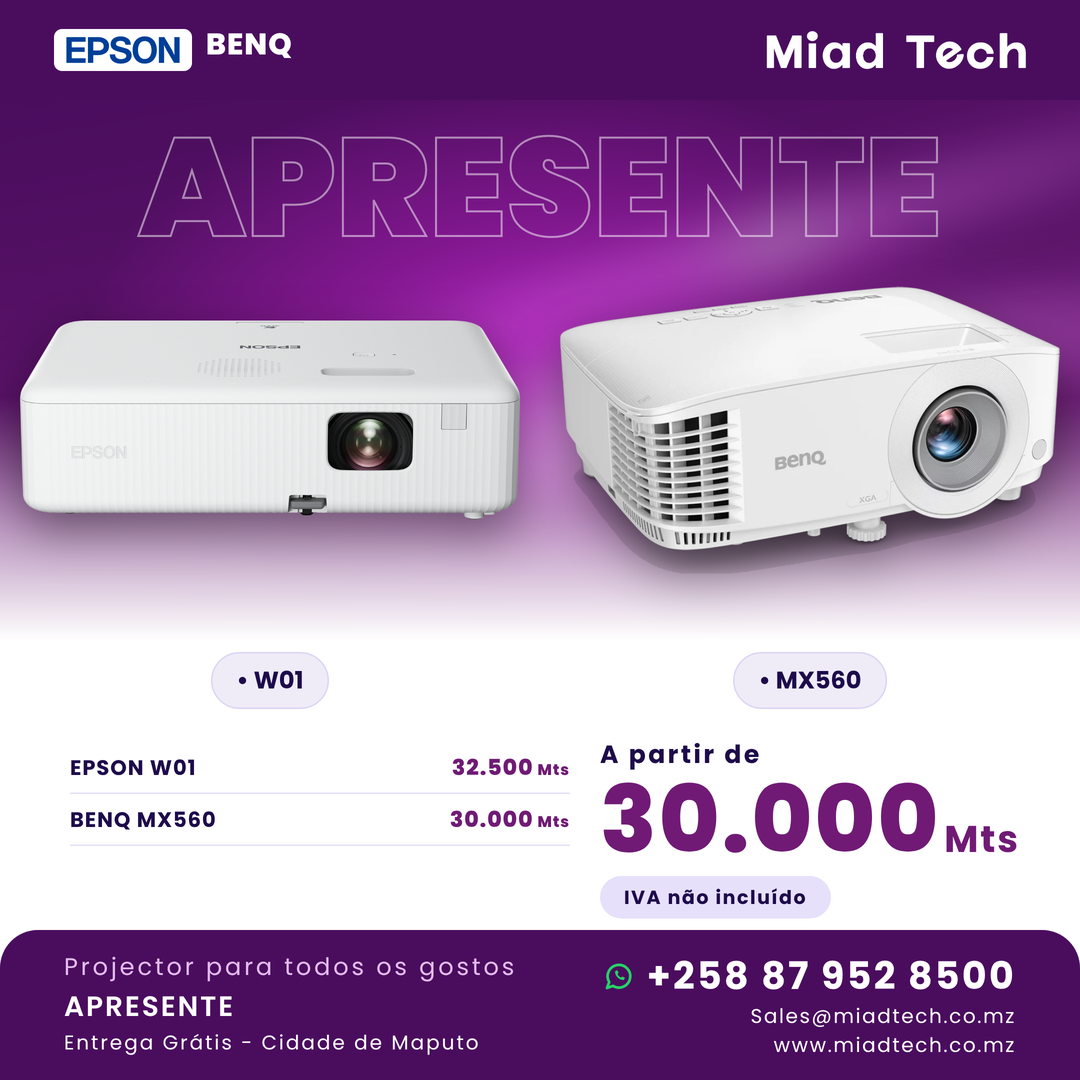 EPSON BENQ
Miad Tech
APRESENTE
EPSON
EPSON
BenQ
BenQ
XGA
• W01
• MX560
EPSON W01 32.500 Mts
BENQ MX560 30.000 Mts
A partir de
30.000 Mts
IVA não incluído
Projector para todos os gostos
APRESENTE
Entrega Grátis - Cidade de Maputo
+258 87 952 8500
Sales@miadtech.co.mz
www.miadtech.co.mz